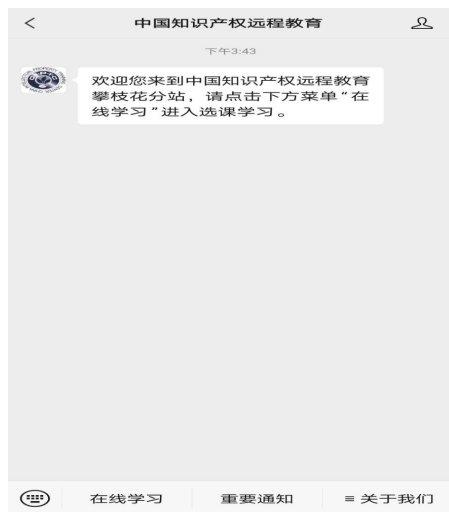 中国知识产权远程教育
下午3:43
欢迎您来到中国知识产权远程教育
攀枝花分站，请点击下方菜单"在
线学习"进入选课学习。
在线学习
重要通知
≡ 关于我们